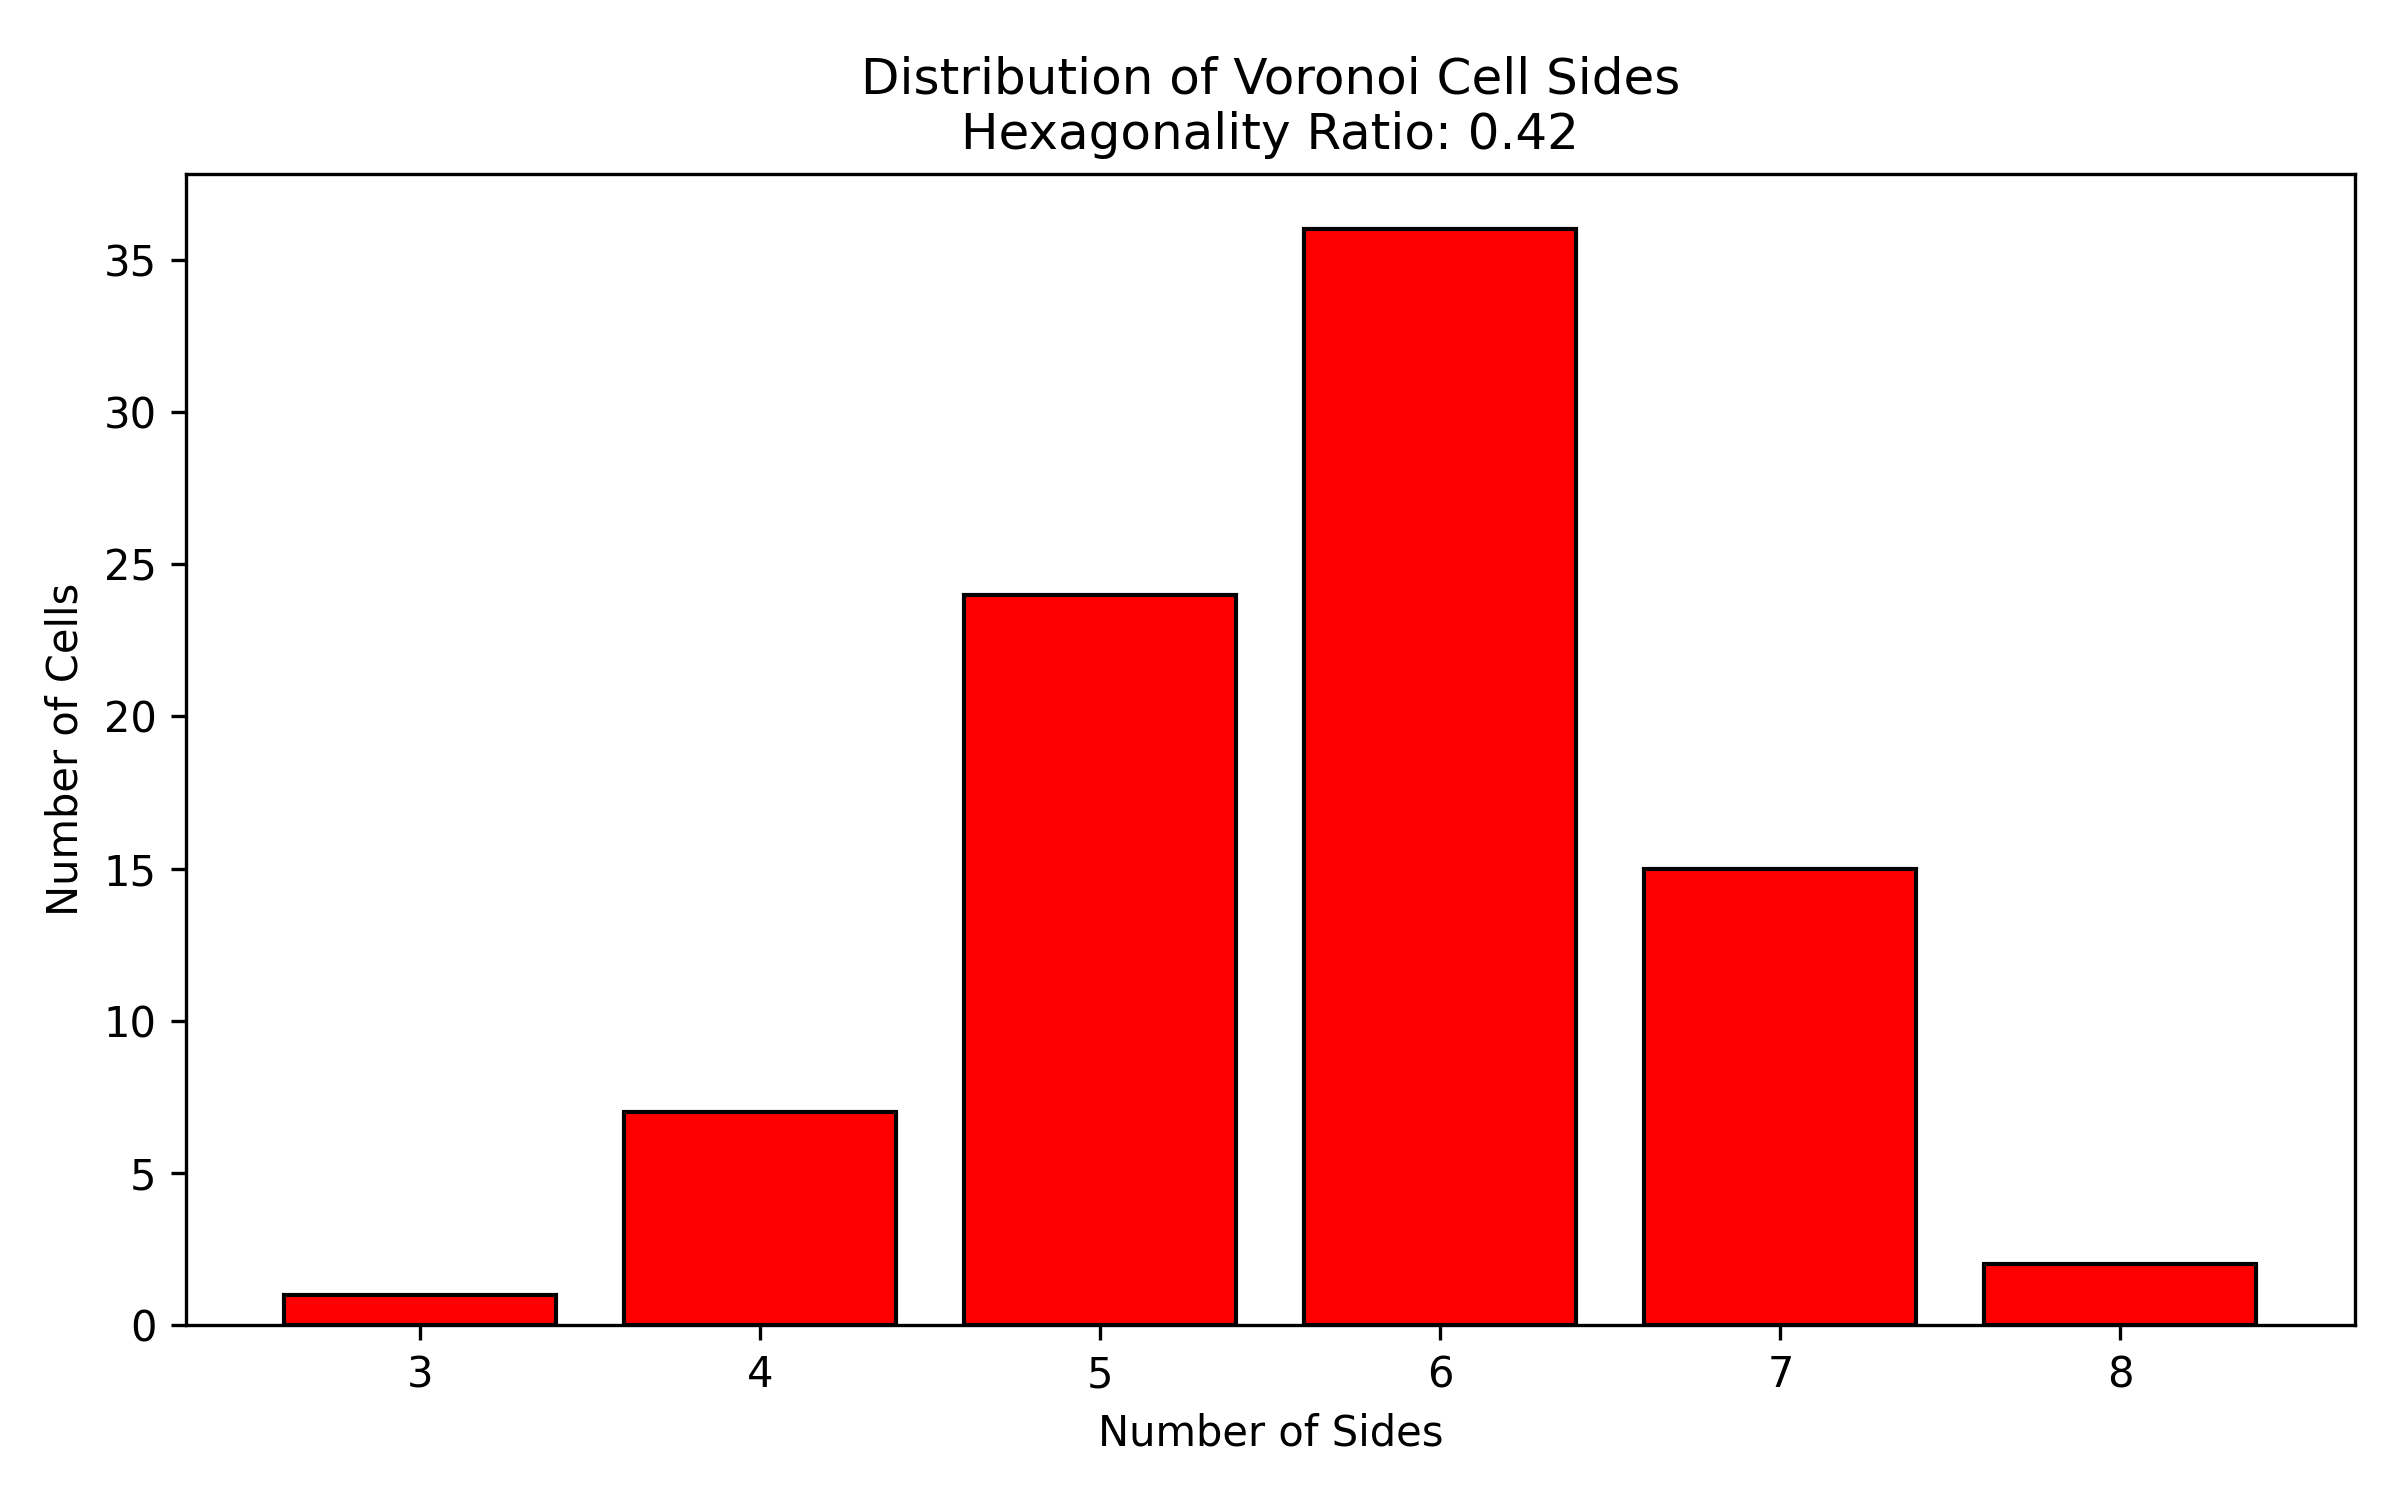 Distribution of Voronoi Cell Sides
Hexagonality Ratio: 0.42
35
30
25
20
15
10
5
0
Number of Cells
3 4 5 6 7 8
Number of Sides